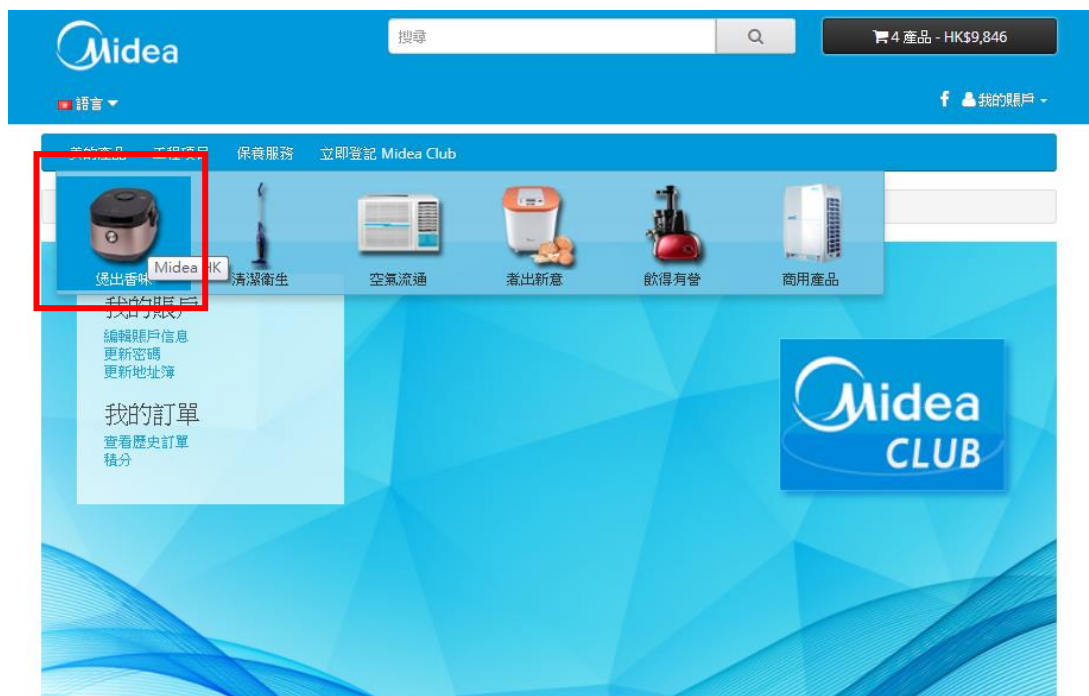 Midea
搜尋
4 產品 - HK$9,846
語言
f 我的賬戶
美的產品 工程項目 保養服務 立即登記 Midea Club
煲出香味 清潔衛生 空氣流通 煮出新意 飲得有營 商用產品
Midea HK
我的賬戶
編輯賬戶信息
更新密碼
更新地址簿
我的訂單
查看歷史訂單
積分
Midea
CLUB